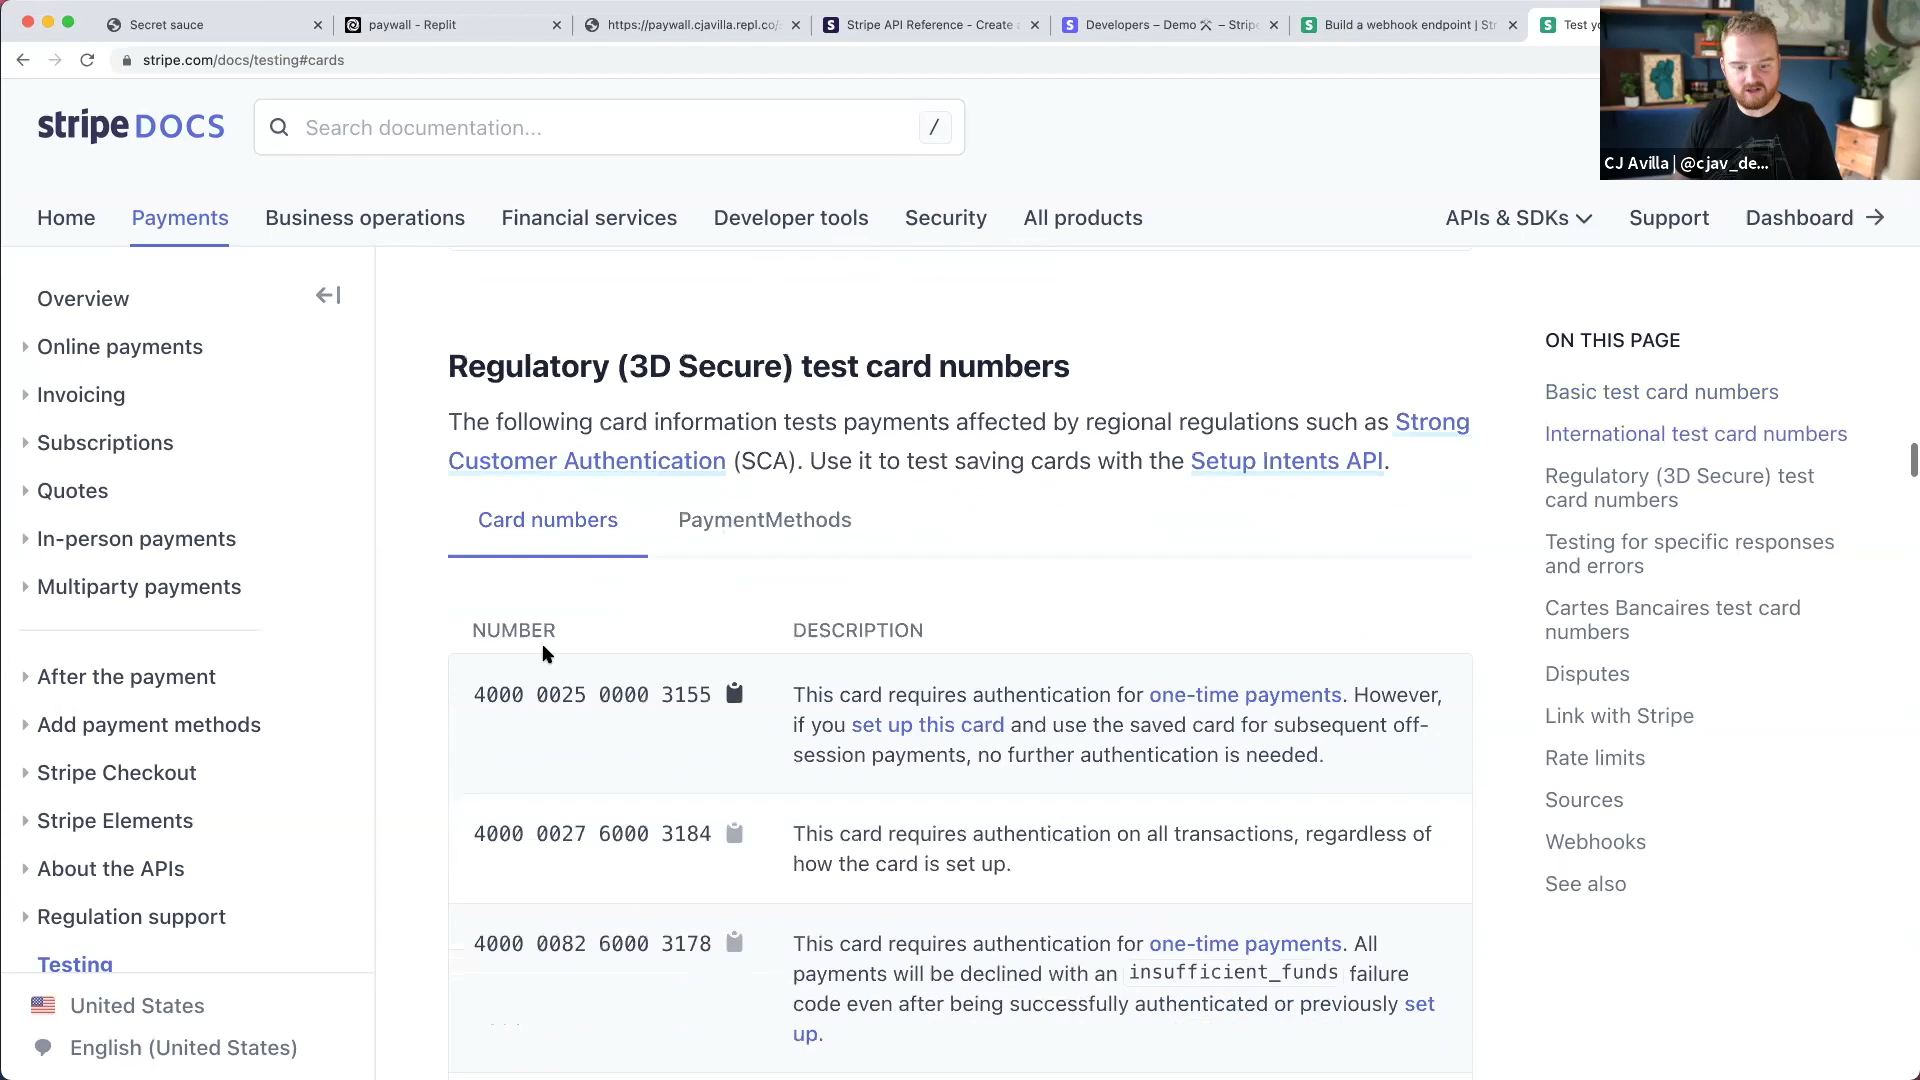 Secret sauce
paywall - Replit
https://paywall.cjavilla.repl.co/
Stripe API Reference - Create
Developers – Demo 🛠 – Stripe
Build a webhook endpoint | Str
Test yo
stripe.com/docs/testing#cards
stripe DOCS
Search documentation...
/
CJ Avilla | @cjav_de...
Home
Payments
Business operations
Financial services
Developer tools
Security
All products
APIs & SDKs
Support
Dashboard →
Overview
Online payments
Invoicing
Subscriptions
Quotes
In-person payments
Multiparty payments
After the payment
Add payment methods
Stripe Checkout
Stripe Elements
About the APIs
Regulation support
Testing
United States
English (United States)
Regulatory (3D Secure) test card numbers
The following card information tests payments affected by regional regulations such as Strong
Customer Authentication (SCA). Use it to test saving cards with the Setup Intents API.
Card numbers
PaymentMethods
NUMBER
DESCRIPTION
4000 0025 0000 3155
This card requires authentication for one-time payments. However,
if you set up this card and use the saved card for subsequent off-
session payments, no further authentication is needed.
4000 0027 6000 3184
This card requires authentication on all transactions, regardless of
how the card is set up.
4000 0082 6000 3178
This card requires authentication for one-time payments. All
payments will be declined with an insufficient_funds failure
code even after being successfully authenticated or previously set
up.
ON THIS PAGE
Basic test card numbers
International test card numbers
Regulatory (3D Secure) test
card numbers
Testing for specific responses
and errors
Cartes Bancaires test card
numbers
Disputes
Link with Stripe
Rate limits
Sources
Webhooks
See also